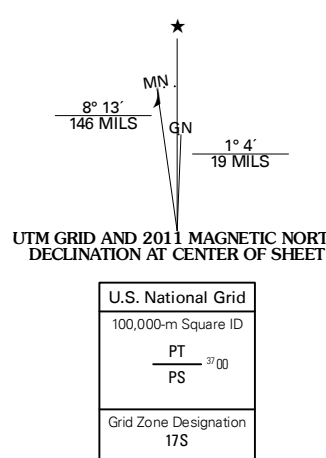 ★
MN
8° 13´
146 MILS
GN
1° 4´
19 MILS
UTM GRID AND 2011 MAGNETIC NORT
DECLINATION AT CENTER OF SHEET
U.S. National Grid
100,000-m Square ID
PT
3700
PS
Grid Zone Designation
17S